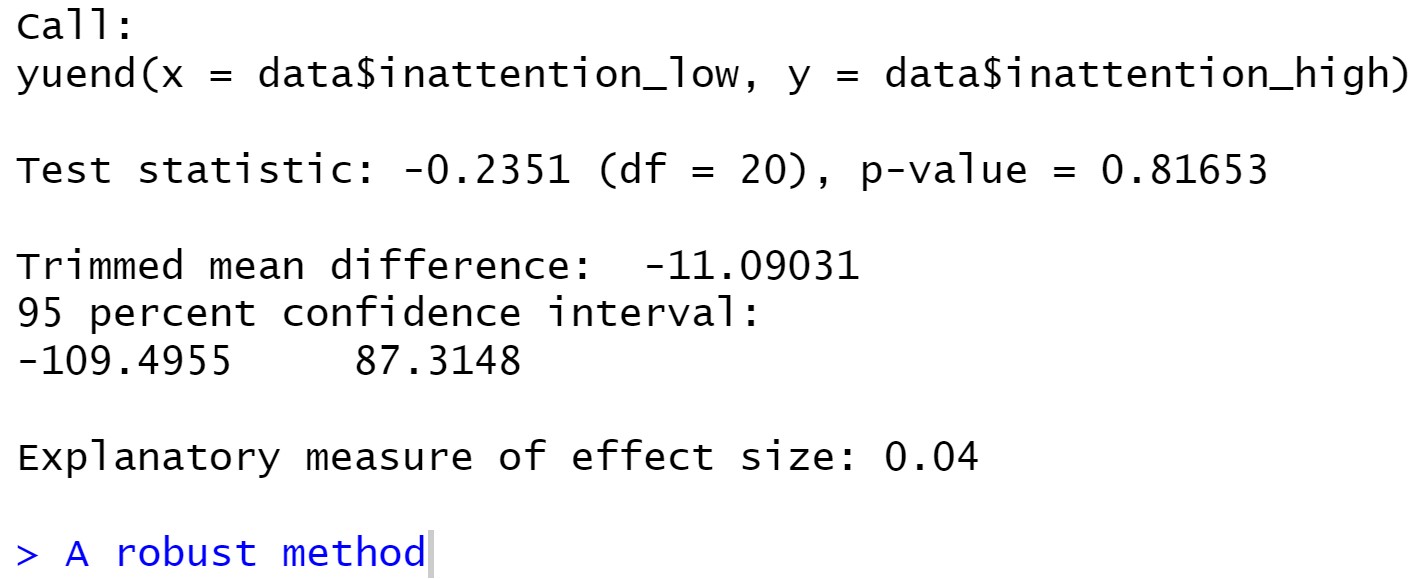 Call:
yuend(x = data$inattention_low, y = data$inattention_high)
Test statistic: -0.2351 (df = 20), p-value = 0.81653
Trimmed mean difference:  -11.09031
95 percent confidence interval:
-109.4955     87.3148
Explanatory measure of effect size: 0.04
> A robust method